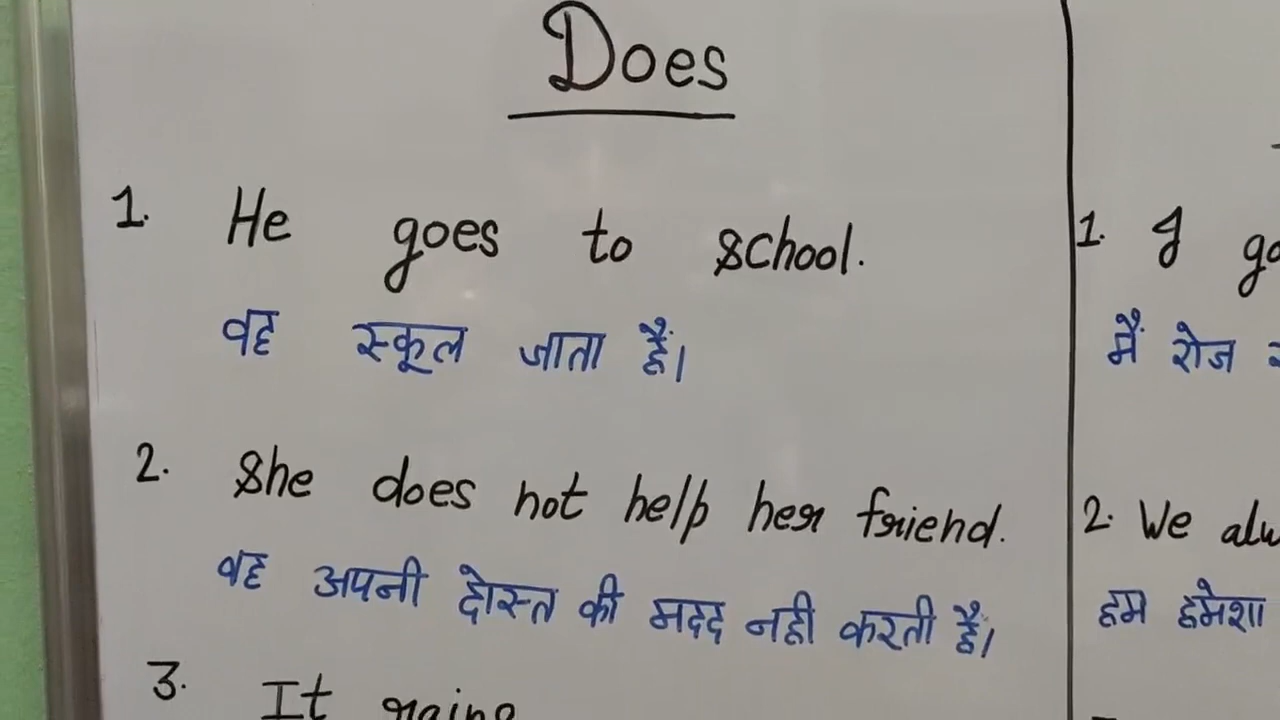 Does
1. He goes to school.
वह स्कूल जाता हैं।
2. She does not help her friend.
वह अपनी दोस्त की मदद नही करती है।
3. It rains
1. I
मैं रोज
2. We
हम हमेशा